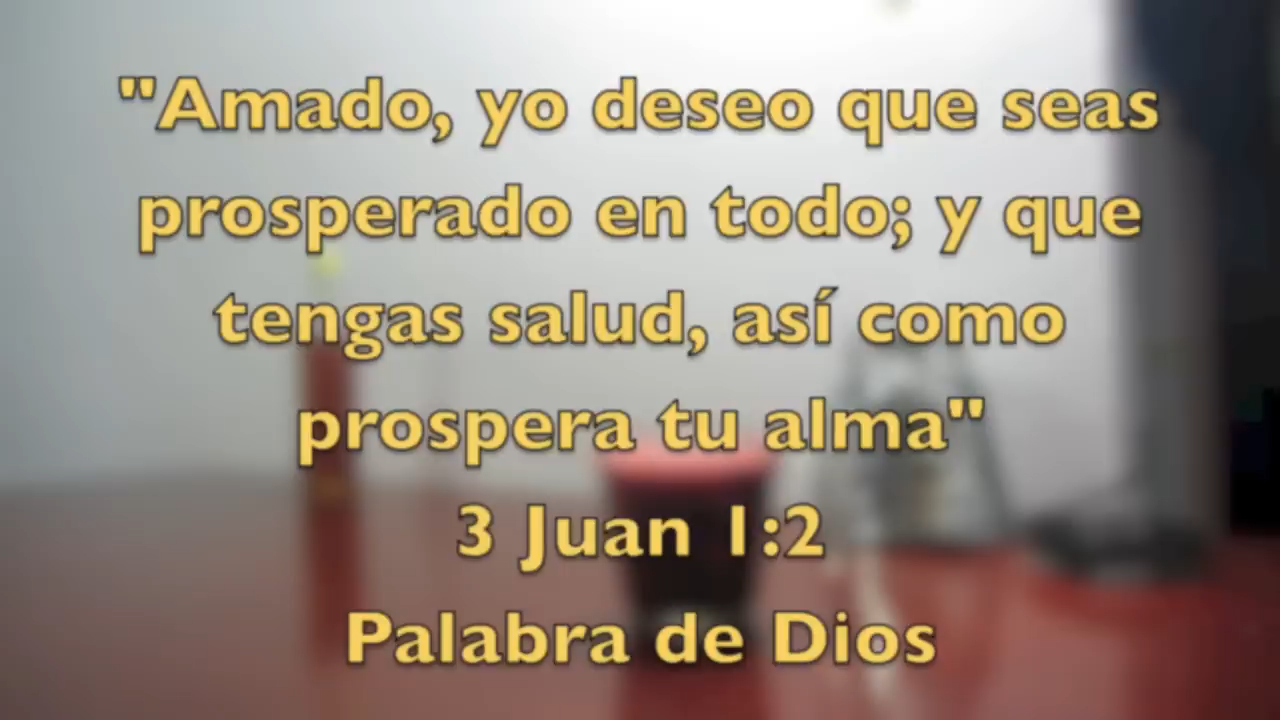 "Amado, yo deseo que seas
prosperado en todo; y que
tengas salud, así como
prospera tu alma"
3 Juan 1:2
Palabra de Dios